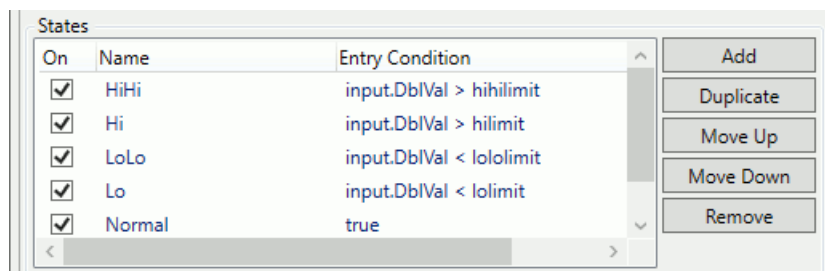 States
On Name Entry Condition
HiHi input.DblVal > hihilimit
Hi input.DblVal > hilimit
LoLo input.DblVal < lololimit
Lo input.DblVal < lolimit
Normal true
Add
Duplicate
Move Up
Move Down
Remove